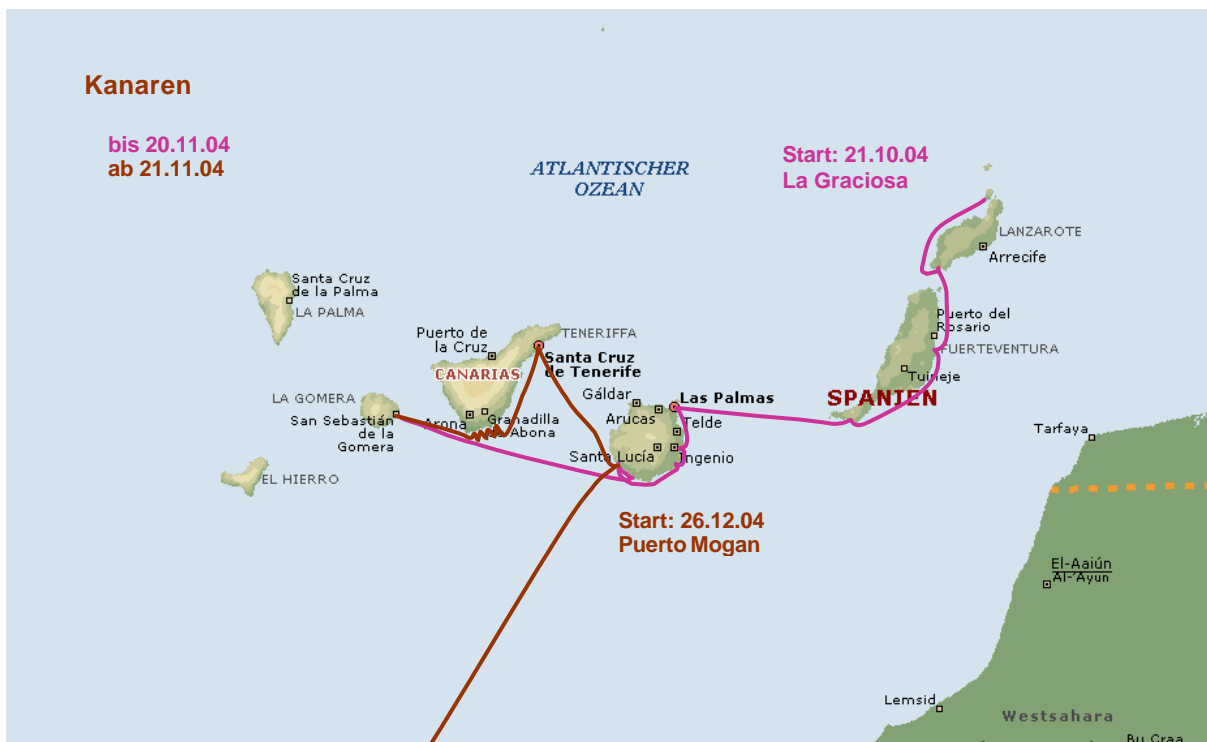 Kanaren
bis 20.11.04
ab 21.11.04
ATLANTISCHER
OZEAN
Start: 21.10.04
La Graciosa
LANZAROTE
Arrecife
Santa Cruz
de la Palma
LA PALMA
Puerto de
la Cruz
TENERIFFA
Santa Cruz
de Tenerife
CANARIAS
Puerto del
Rosario
FUERTEVENTURA
Tuineje
SPANIEN
LA GOMERA
San Sebastián
de la
Gomera
Arona
Granadilla
de Abona
Gáldar
Arucas
Las Palmas
Telde
Santa Lucía
Ingenio
Tarfaya
EL HIERRO
Start: 26.12.04
Puerto Mogan
El-Aaiún
Al-'Ayun
Lemsid
Westsahara
Bu Craa